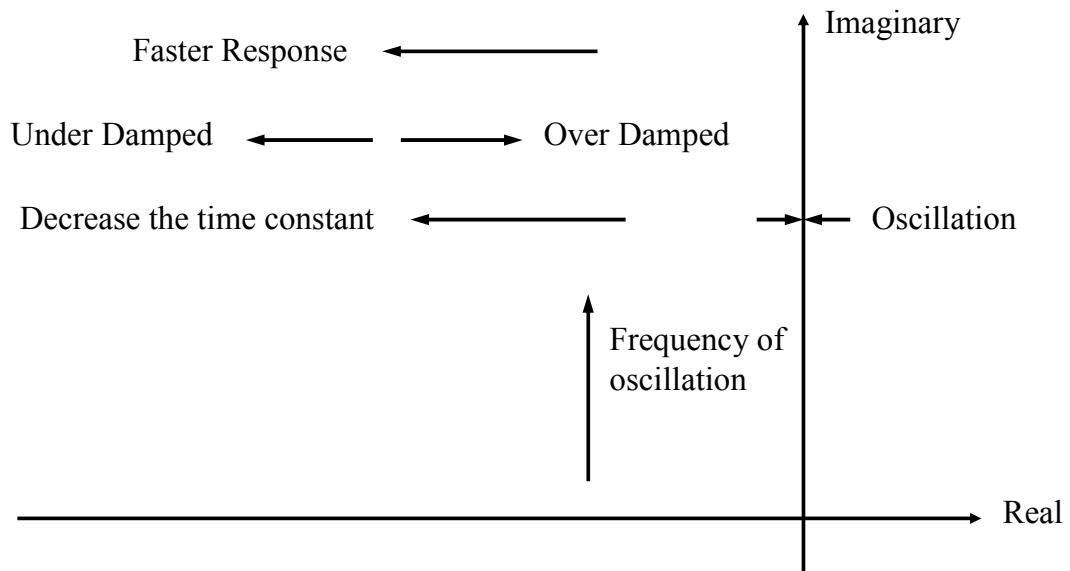 Imaginary
Faster Response
Under Damped
Over Damped
Decrease the time constant
Oscillation
Frequency of
oscillation
Real